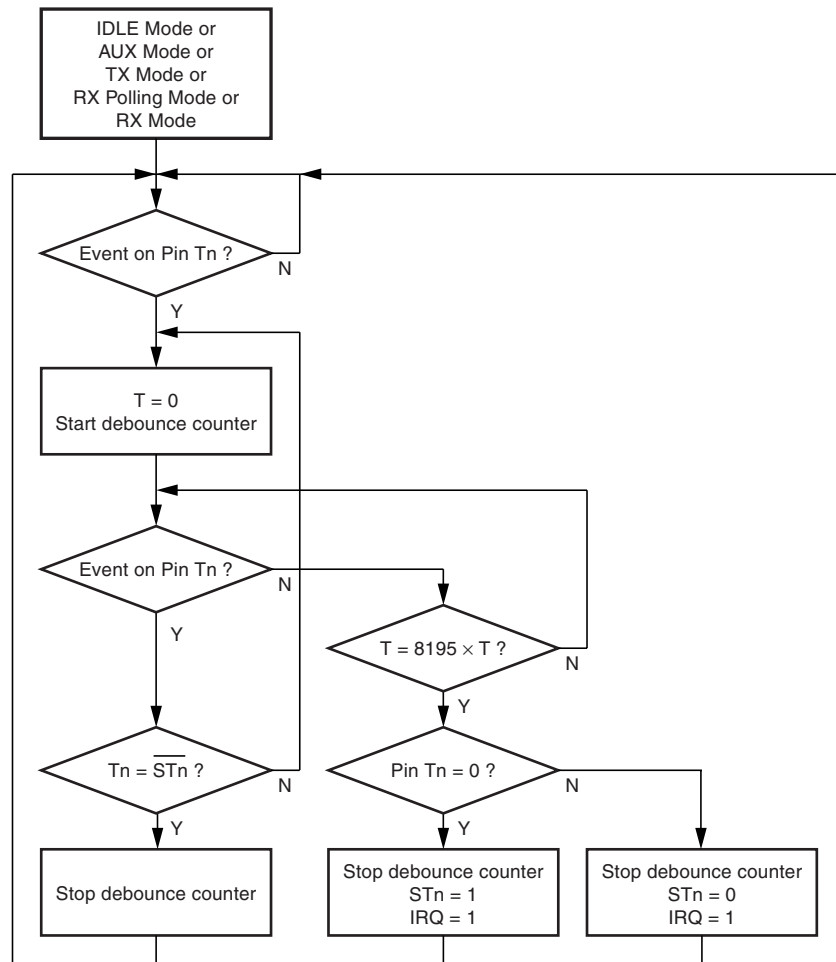 IDLE Mode or
AUX Mode or
TX Mode or
RX Polling Mode or
RX Mode
Event on Pin Tn ?
N
Y
T = 0
Start debounce counter
Event on Pin Tn ?
N
Y
T = 8195 × T ?
N
Y
Tn = S̅T̅n̅ ?
N
Y
Pin Tn = 0 ?
N
Y
Stop debounce counter
Stop debounce counter
STn = 1
IRQ = 1
Stop debounce counter
STn = 0
IRQ = 1